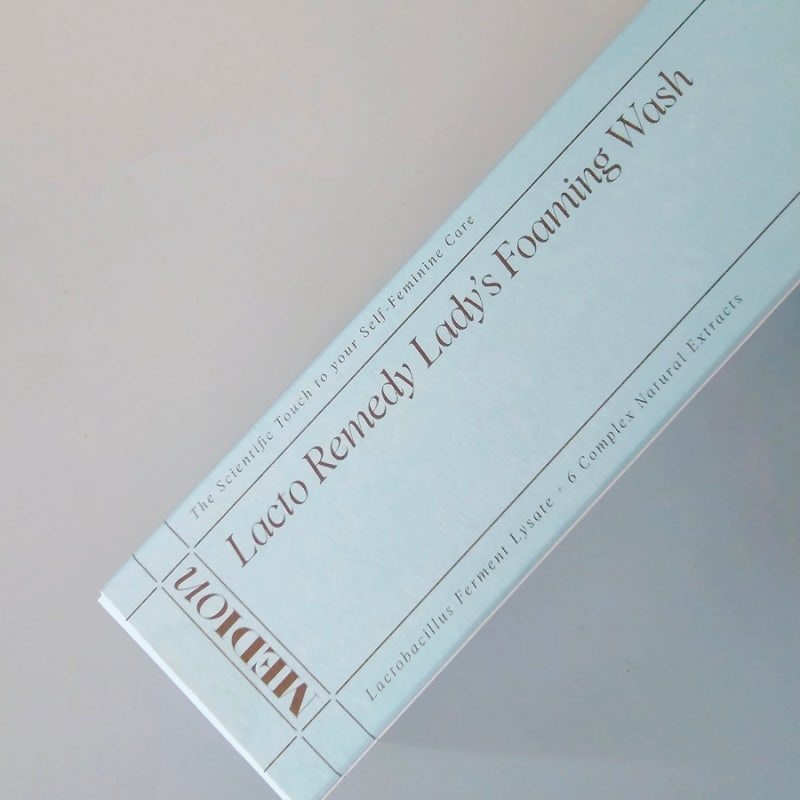 The Scientific Touch to your Self-Feminine Care
Lacto Remedy Lady's Foaming Wash
Lactobacillus Ferment Lysate + 6 Complex Natural Extracts
MEDION